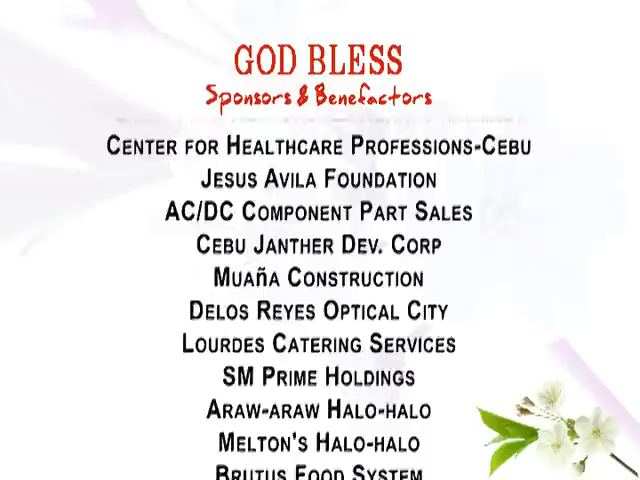 GOD BLESS
Sponsors & Benefactors
CENTER FOR HEALTHCARE PROFESSIONS-CEBU
JESUS AVILA FOUNDATION
AC/DC COMPONENT PART SALES
CEBU JANTHER DEV. CORP
MUAñA CONSTRUCTION
DELOS REYES OPTICAL CITY
LOURDES CATERING SERVICES
SM PRIME HOLDINGS
ARAW-ARAW HALO-HALO
MELTON'S HALO-HALO
BRUTUS FOOD SYSTEM